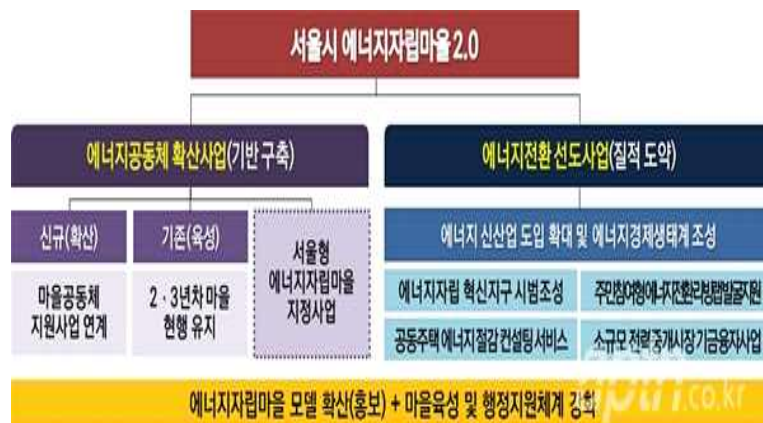 서울시 에너지자립마을 2.0
에너지공동체 확산사업(기반 구축)
에너지전환 선도사업(질적 도약)
신규(확산)
마을공동체
지원사업 연계
기존(육성)
2·3년차 마을
현행 유지
서울형
에너지자립마을
지정사업
에너지 신산업 도입 확대 및 에너지경제생태계 조성
에너지자립 혁신지구 시범조성
주민참여형 에너지전환 리빙랩 발굴 지원
공동주택 에너지절감 컨설팅 서비스
소규모 전력 중개시장 기금융자사업
에너지자립마을 모델 확산(홍보) + 마을육성 및 행정지원체계 강화
aptn.co.kr